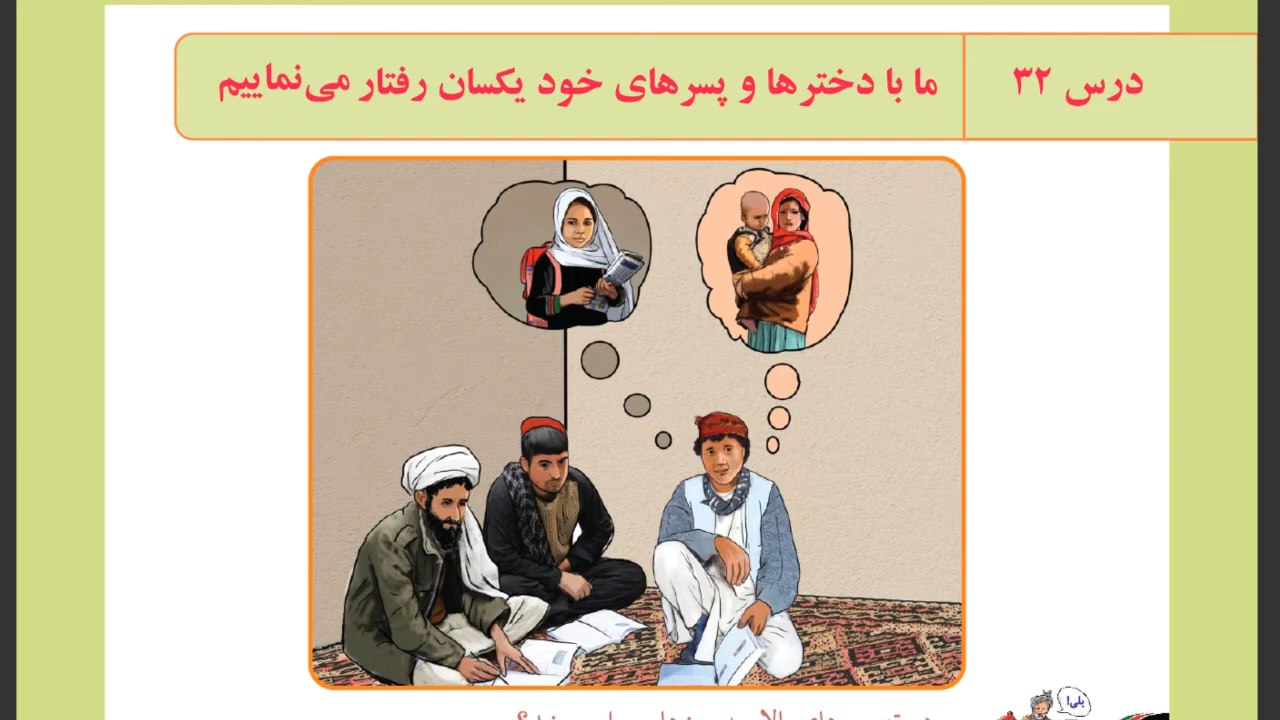 درس ۳۲
ما با دخترها و پسرهای خود یکسان رفتار می‌نماییم
بلی!